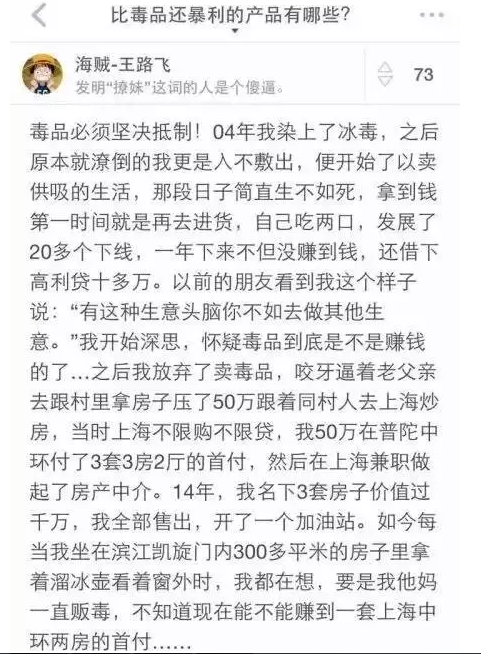 比毒品还暴利的产品有哪些?
海贼-王路飞
发明“撩妹”这词的人是个傻逼。
73
毒品必须坚决抵制！04年我染上了冰毒，之后
原本就潦倒的我更是入不敷出，便开始了以卖
供吸的生活，那段日子简直生不如死，拿到钱
第一时间就是再去进货，自己吃两口，发展了
20多个下线，一年下来不但没赚到钱，还借下
高利贷十多万。以前的朋友看到我这个样子
说：“有这种生意头脑你不如去做其他生
意。”我开始深思，怀疑毒品到底是不是赚钱
的了…之后我放弃了卖毒品，咬牙逼着老父亲
去跟村里拿房子压了50万跟着同村人去上海炒
房，当时上海不限购不限贷，我50万在普陀中
环付了3套3房2厅的首付，然后在上海兼职做
起了房产中介。14年，我名下3套房子价值过
千万，我全部售出，开了一个加油站。如今每
当我坐在滨江凯旋门内300多平米的房子里拿
着溜冰壶看着窗外时，我都在想，要是我他妈
一直贩毒，不知道现在能不能赚到一套上海中
环两房的首付……